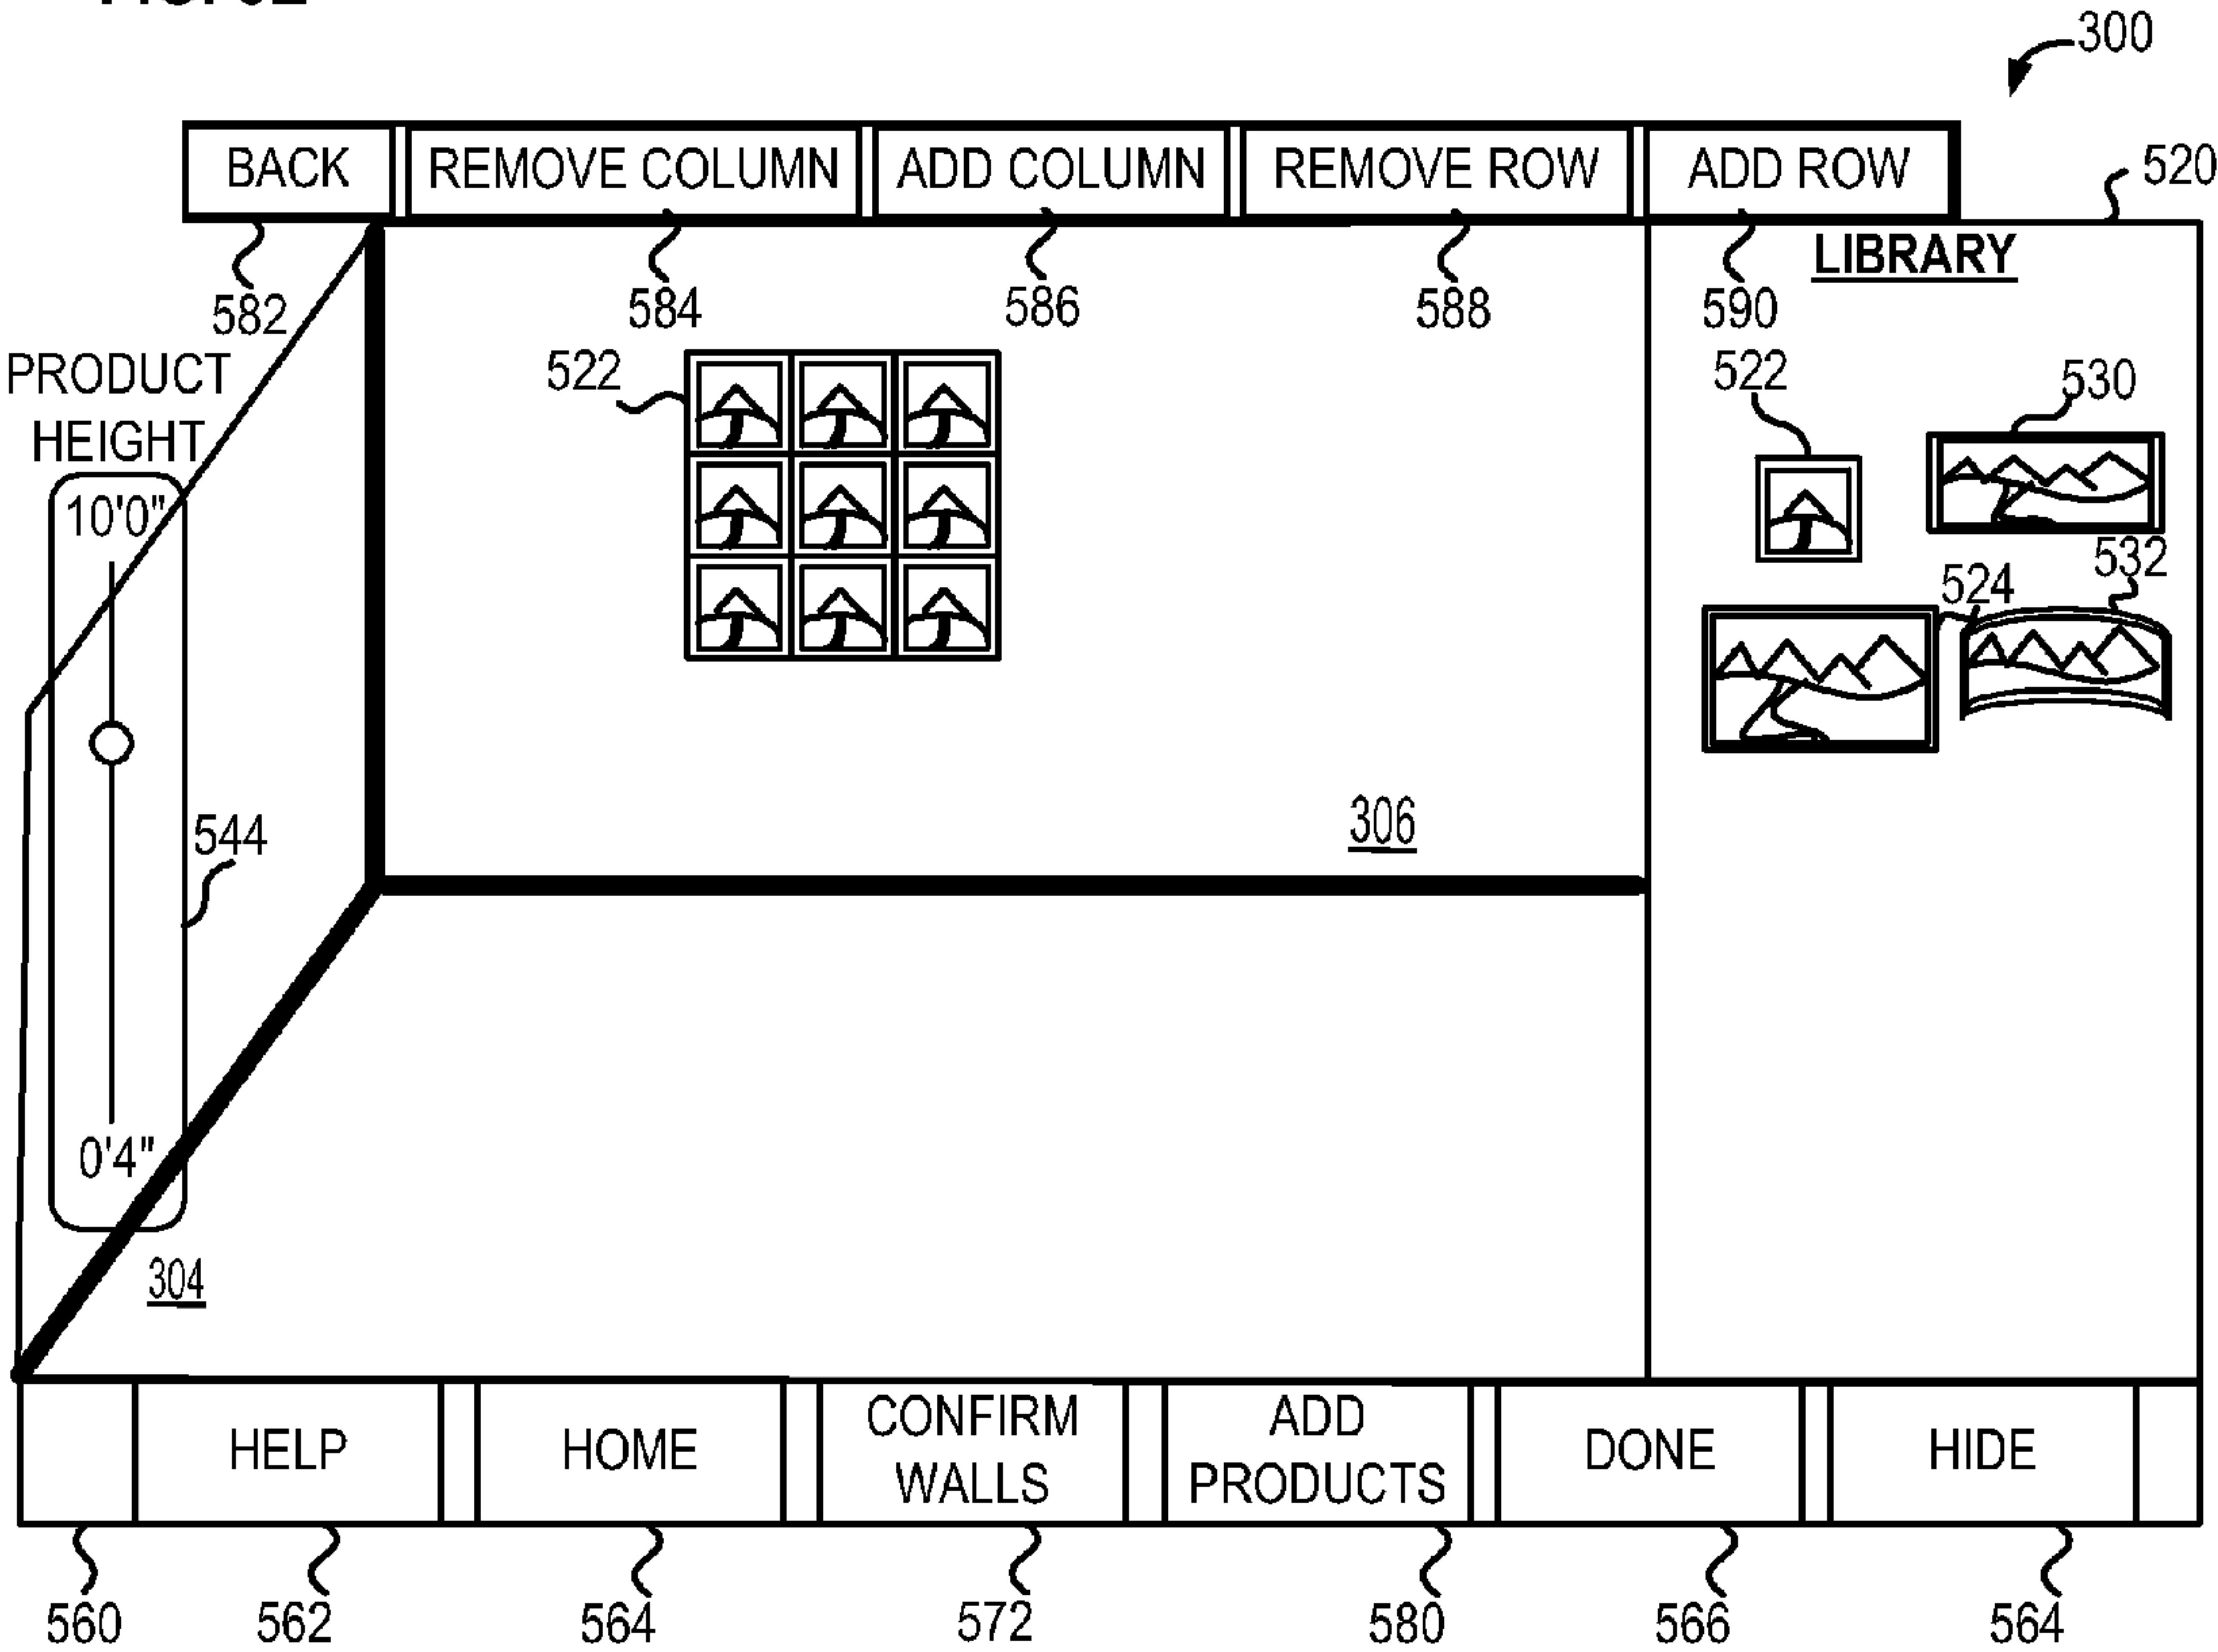 300
BACK REMOVE COLUMN ADD COLUMN REMOVE ROW ADD ROW
520
LIBRARY
582 584 586 588 590
PRODUCT
HEIGHT
522
522
530
10'0"
532
524
544
306
0'4"
304
HELP HOME CONFIRM
WALLS ADD
PRODUCTS DONE HIDE
560 562 564 572 580 566 564